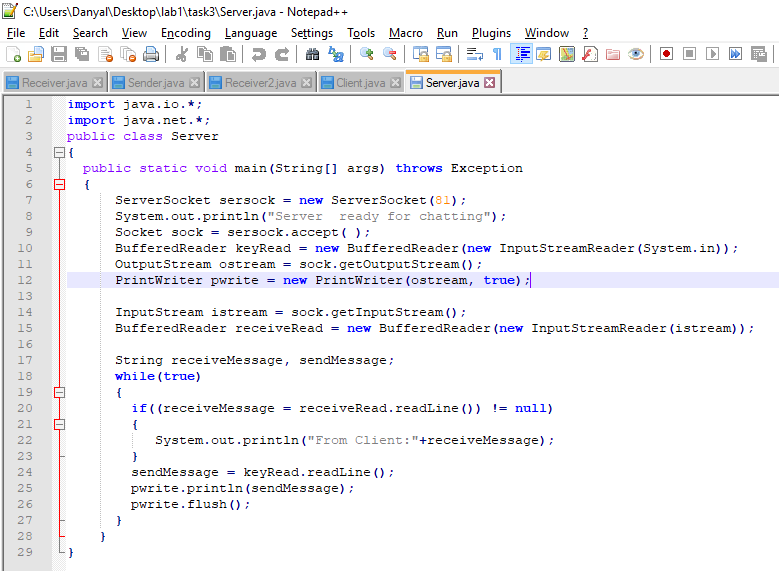 C:\Users\Danyal\Desktop\lab1\task3\Server.java - Notepad++
File Edit Search View Encoding Language Settings Tools Macro Run Plugins Window ?
Receiver.java Sender.java Receiver2.java Client.java Server.java
1 import java.io.*;
2 import java.net.*;
3 public class Server
4 {
5 public static void main(String[] args) throws Exception
6 {
7 ServerSocket sersock = new ServerSocket(81);
8 System.out.println("Server  ready for chatting");
9 Socket sock = sersock.accept( );
10 BufferedReader keyRead = new BufferedReader(new InputStreamReader(System.in));
11 OutputStream ostream = sock.getOutputStream();
12 PrintWriter pwrite = new PrintWriter(ostream, true);
13
14 InputStream istream = sock.getInputStream();
15 BufferedReader receiveRead = new BufferedReader(new InputStreamReader(istream));
16
17 String receiveMessage, sendMessage;
18 while(true)
19 {
20 if((receiveMessage = receiveRead.readLine()) != null)
21 {
22 System.out.println("From Client:"+receiveMessage);
23 }
24 sendMessage = keyRead.readLine();
25 pwrite.println(sendMessage);
26 pwrite.flush();
27 }
28 }
29 }